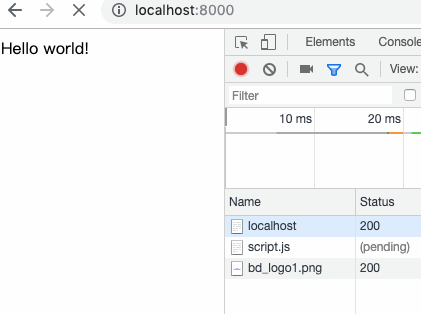 localhost:8000
Hello world!
Elements Console
View:
Filter
10 ms 20 ms
Name Status
localhost 200
script.js (pending)
bd_logo1.png 200